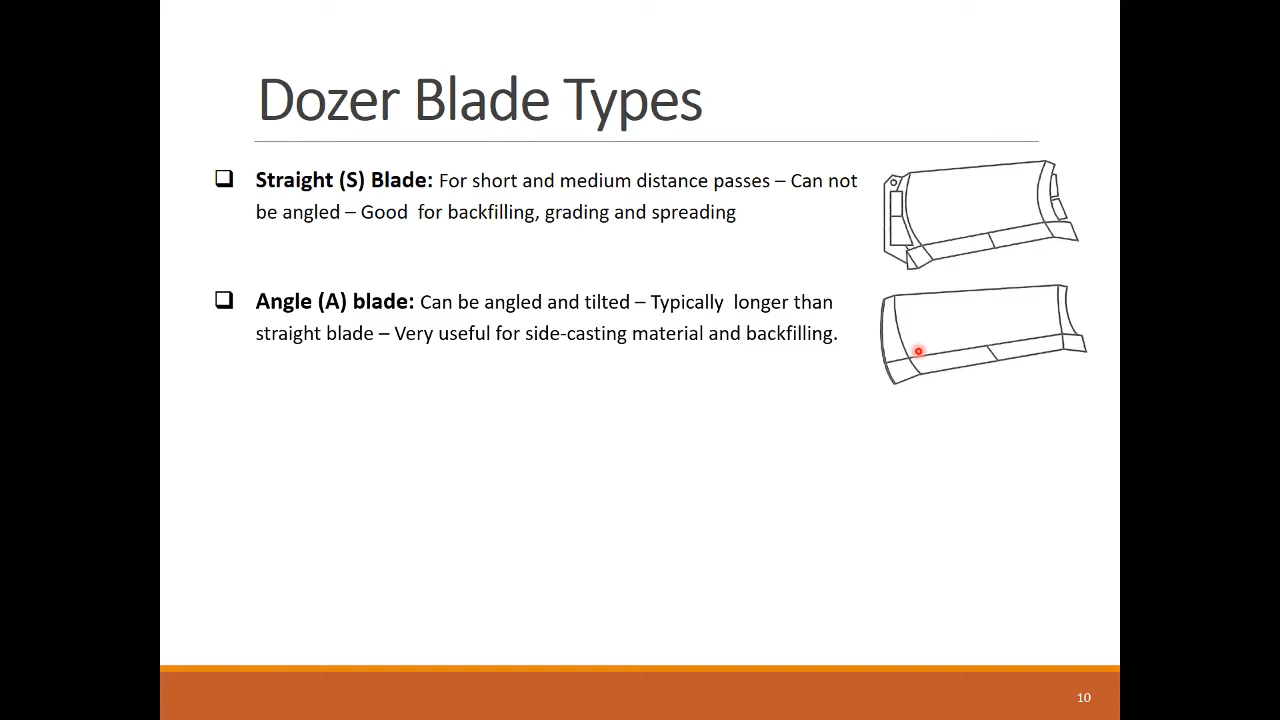 Dozer Blade Types
❑ Straight (S) Blade: For short and medium distance passes – Can not
be angled – Good for backfilling, grading and spreading
❑ Angle (A) blade: Can be angled and tilted – Typically longer than
straight blade – Very useful for side-casting material and backfilling.
10